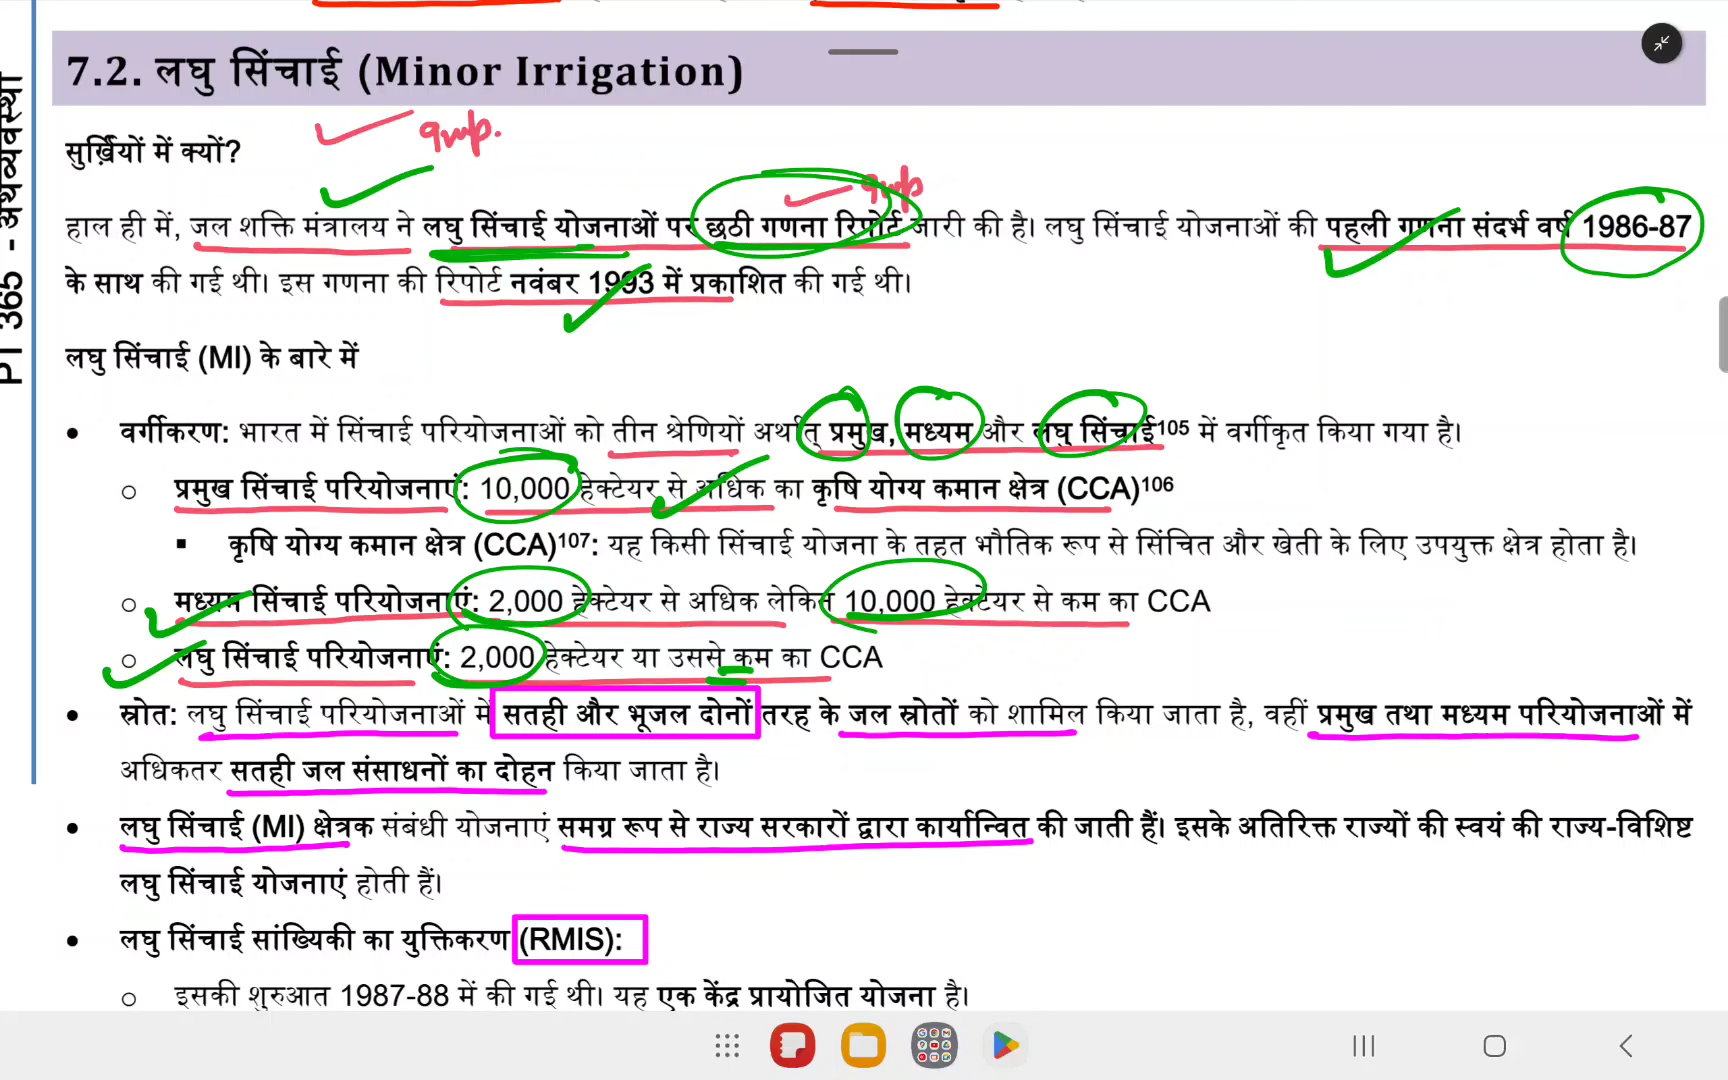 7.2. लघु सिंचाई (Minor Irrigation)
सुर्ख़ियों में क्यों?
qmp.
qmp
हाल ही में, जल शक्ति मंत्रालय ने लघु सिंचाई योजनाओं पर छठी गणना रिपोर्ट जारी की है। लघु सिंचाई योजनाओं की पहली गणना संदर्भ वर्ष 1986-87
के साथ की गई थी। इस गणना की रिपोर्ट नवंबर 1993 में प्रकाशित की गई थी।
लघु सिंचाई (MI) के बारे में
• वर्गीकरण: भारत में सिंचाई परियोजनाओं को तीन श्रेणियों अर्थात् प्रमुख, मध्यम और लघु सिंचाई105 में वर्गीकृत किया गया है।
○ प्रमुख सिंचाई परियोजनाएं: 10,000 हेक्टेयर से अधिक का कृषि योग्य कमान क्षेत्र (CCA)106
▪ कृषि योग्य कमान क्षेत्र (CCA)107: यह किसी सिंचाई योजना के तहत भौतिक रूप से सिंचित और खेती के लिए उपयुक्त क्षेत्र होता है।
○ मध्यम सिंचाई परियोजनाएं: 2,000 हेक्टेयर से अधिक लेकिन 10,000 हेक्टेयर से कम का CCA
○ लघु सिंचाई परियोजनाएं: 2,000 हेक्टेयर या उससे कम का CCA
• स्रोत: लघु सिंचाई परियोजनाओं में सतही और भूजल दोनों तरह के जल स्रोतों को शामिल किया जाता है, वहीं प्रमुख तथा मध्यम परियोजनाओं में
अधिकतर सतही जल संसाधनों का दोहन किया जाता है।
• लघु सिंचाई (MI) क्षेत्रक संबंधी योजनाएं समग्र रूप से राज्य सरकारों द्वारा कार्यान्वित की जाती हैं। इसके अतिरिक्त राज्यों की स्वयं की राज्य-विशिष्ट
लघु सिंचाई योजनाएं होती हैं।
• लघु सिंचाई सांख्यिकी का युक्तिकरण (RMIS):
○ इसकी शुरुआत 1987-88 में की गई थी। यह एक केंद्र प्रायोजित योजना है।
PT 365 - अर्थव्यवस्था